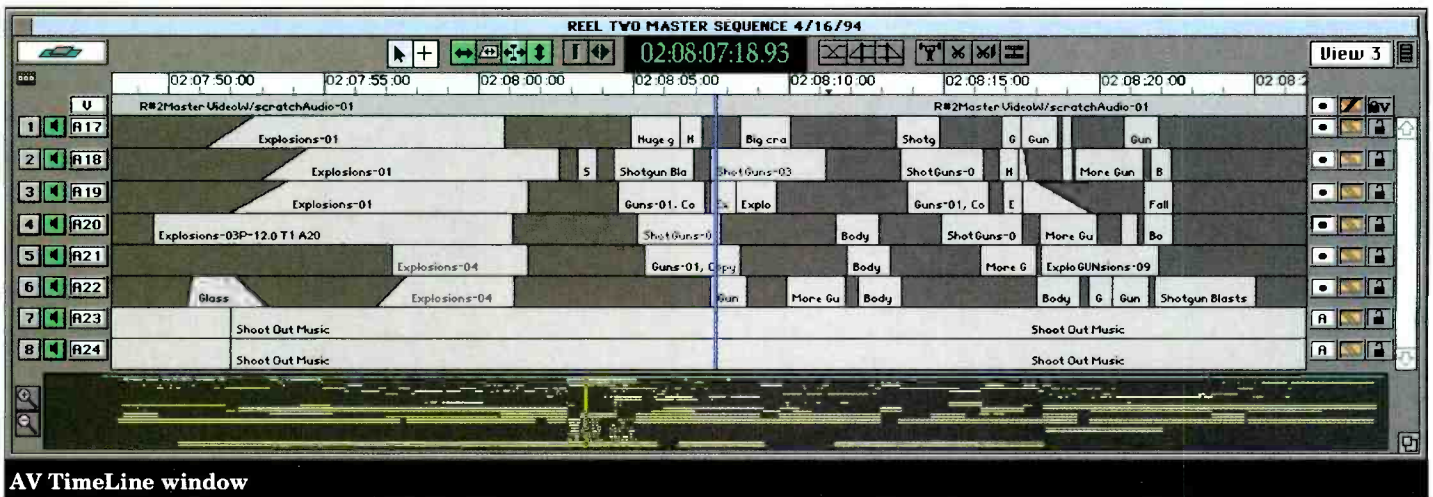 REEL TWO MASTER SEQUENCE 4/16/94
02:08:07:18.93 View 3
02:07:50:00 02:07:55:00 02:08:00:00 02:08:05:00 02:08:10:00 02:08:15:00 02:08:20:00 02:08:2
V R#2Master VideoW/scratchAudio-01 R#2Master VideoW/scratchAudio-01 V
1 A17 Explosions-01 Huge g H Big cra Shotg G Gun Gun
2 A18 Explosions-01 S Shotgun Bla ShotGuns-03 ShotGuns-0 H More Gun B
3 A19 Explosions-01 Guns-01. Co Ex Explo Guns-01, Co E Fall
4 A20 Explosions-03P-12.0 T1 A20 ShotGuns-0 Body ShotGuns-0 More Gu Bo
5 A21 Explosions-04 Guns-01, Copy Body More G ExploGUNsions-09
6 A22 Glass Explosions-04 Gun More Gu Body Body G Gun Shotgun Blasts
7 A23 Shoot Out Music Shoot Out Music A
8 A24 Shoot Out Music Shoot Out Music A
AV TimeLine window